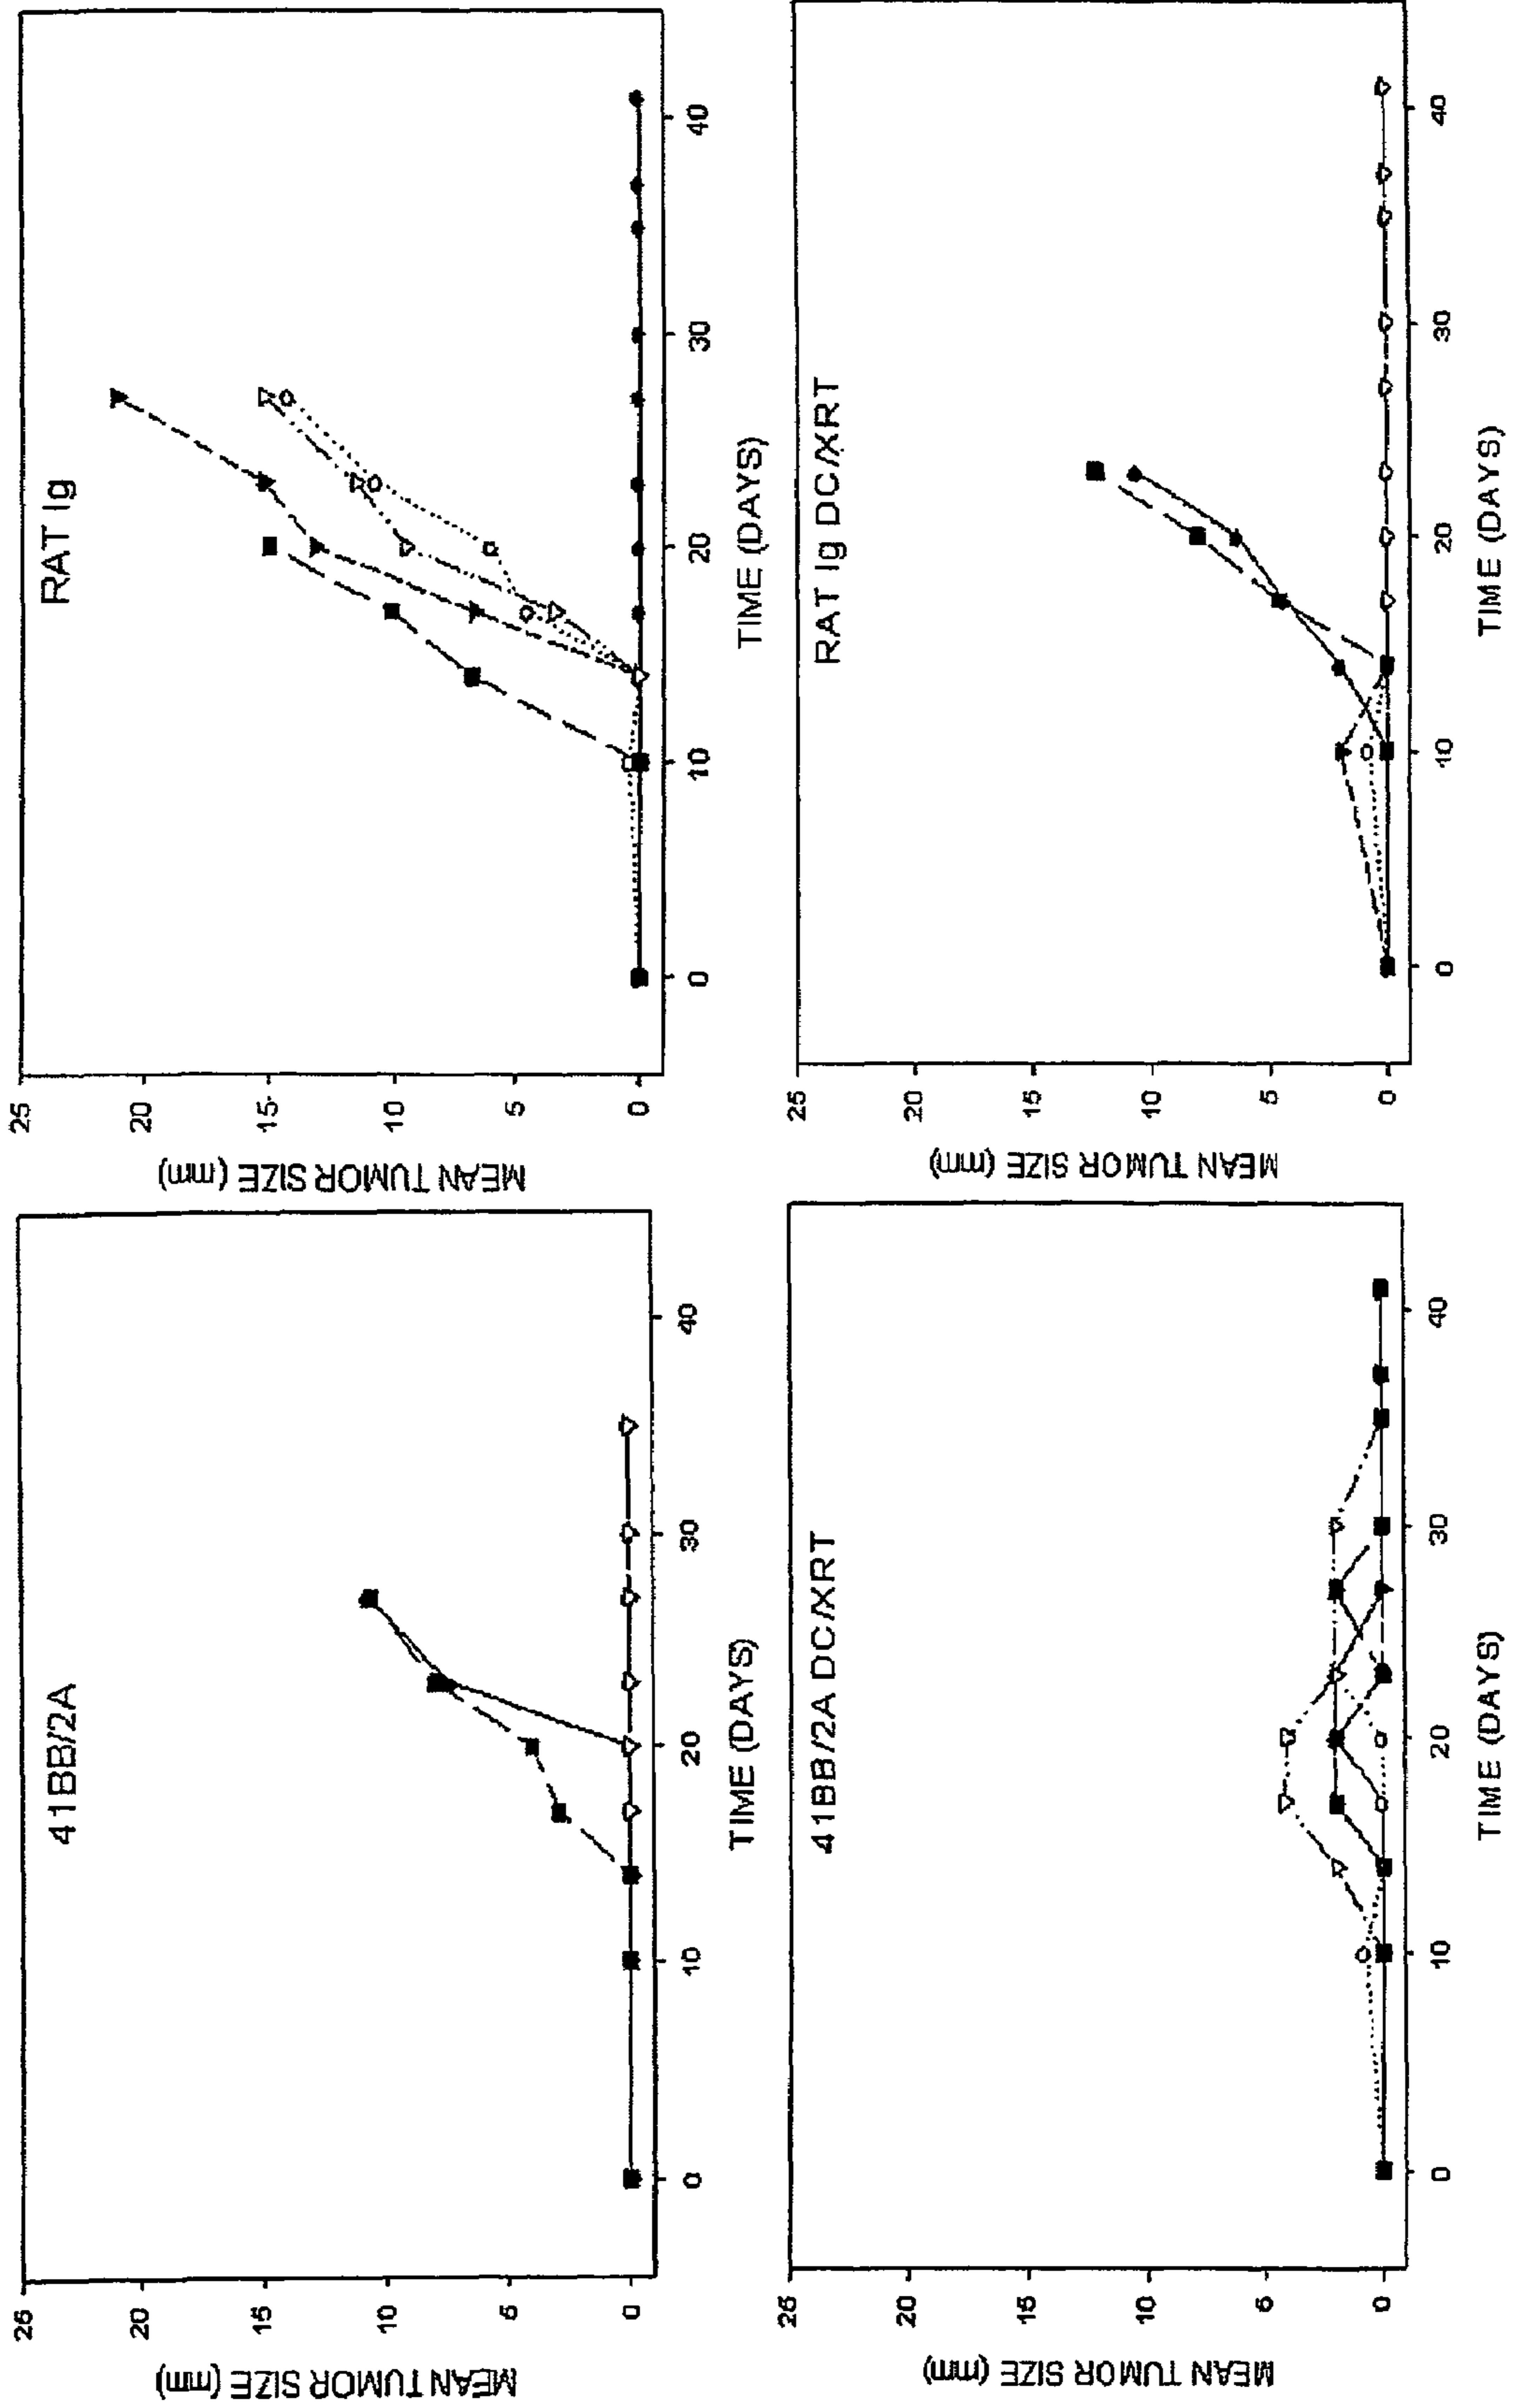 41BB/2A
MEAN TUMOR SIZE (mm)
25
20
15
10
5
0
0 10 20 30 40
TIME (DAYS)
RAT Ig
MEAN TUMOR SIZE (mm)
25
20
15
10
5
0
0 10 20 30 40
TIME (DAYS)
41BB/2A DC/XRT
MEAN TUMOR SIZE (mm)
25
20
15
10
5
0
0 10 20 30 40
TIME (DAYS)
RAT Ig DC/XRT
MEAN TUMOR SIZE (mm)
25
20
15
10
5
0
0 10 20 30 40
TIME (DAYS)